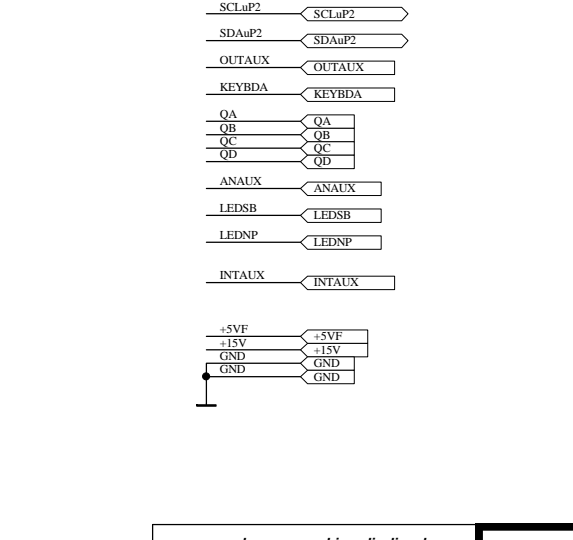 SCLuP2 SCLuP2
SDAuP2 SDAuP2
OUTAUX OUTAUX
KEYBDA KEYBDA
QA QA
QB QB
QC QC
QD QD
ANAUX ANAUX
LEDSB LEDSB
LEDNP LEDNP
INTAUX INTAUX
+5VF +5VF
+15V +15V
GND GND
GND GND